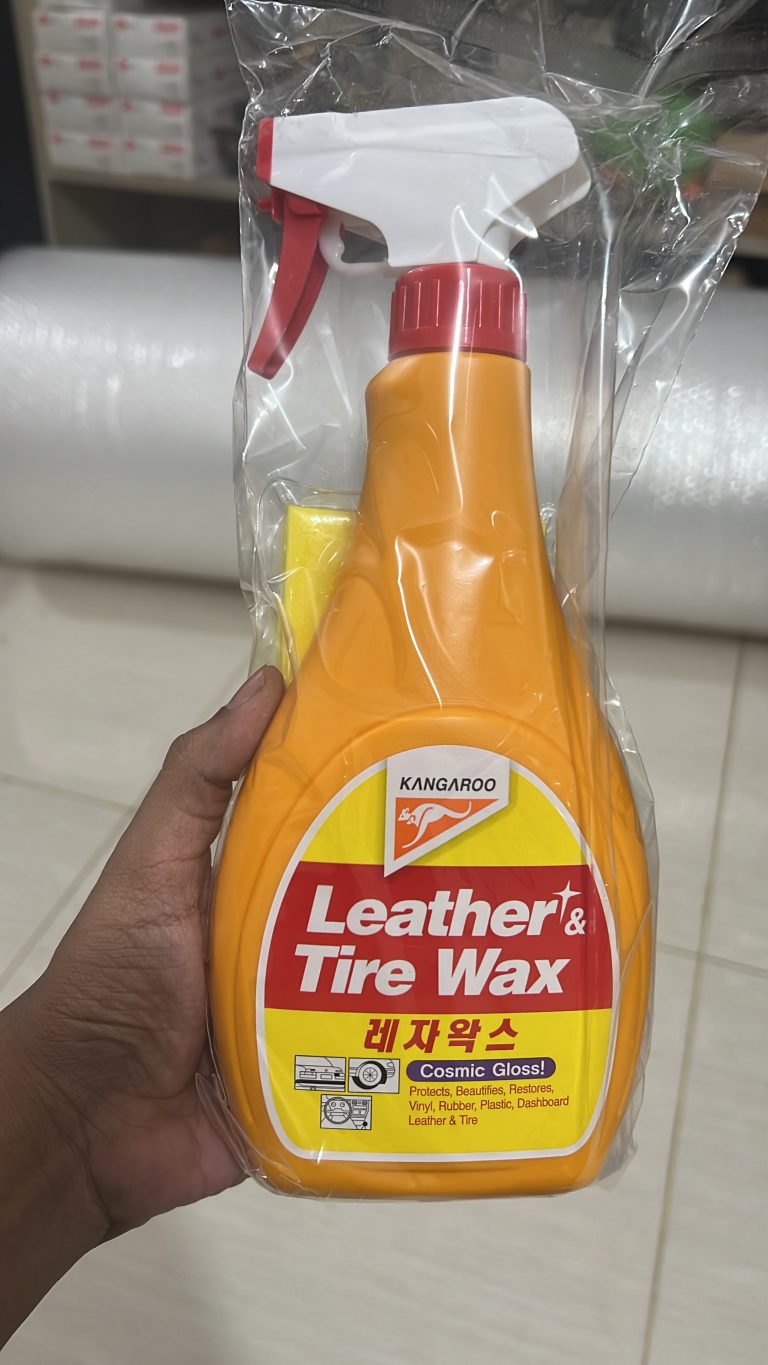 KANGAROO
Leather &
Tire Wax
레자왁스
Cosmic Gloss!
Protects, Beautifies, Restores,
Vinyl, Rubber, Plastic, Dashboard
Leather & Tire